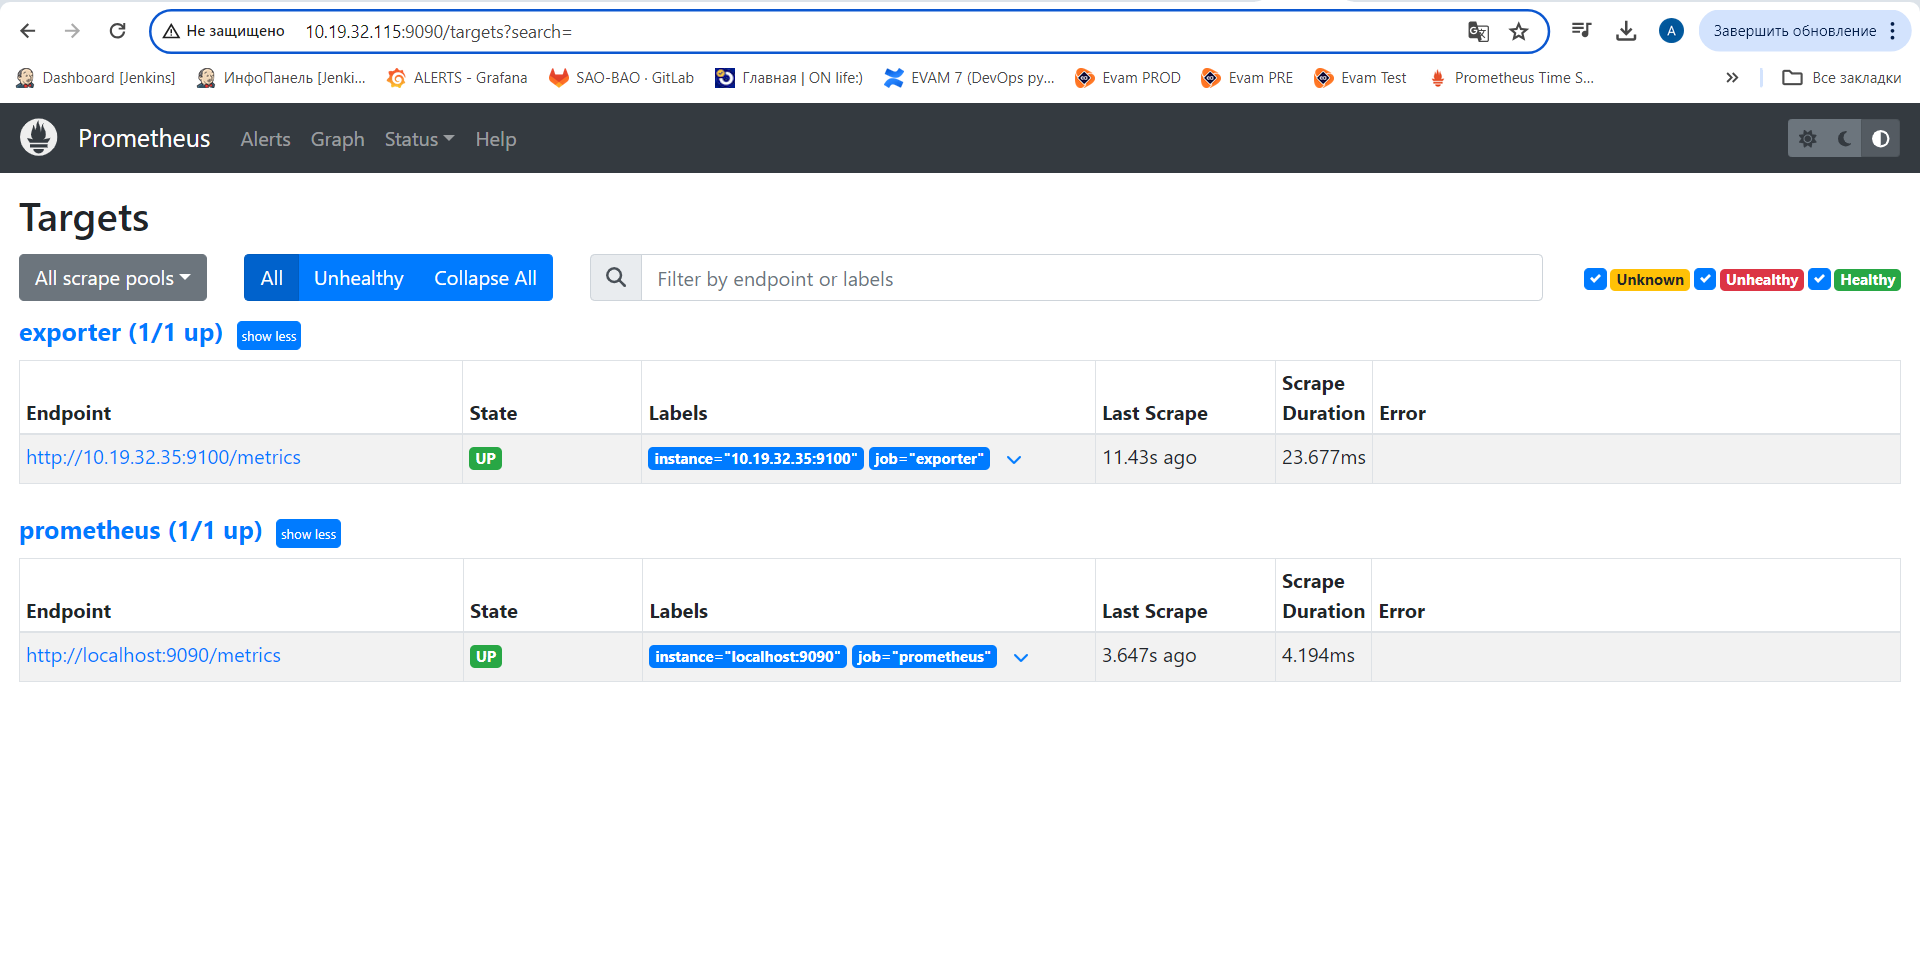 Не защищено 10.19.32.115:9090/targets?search= A Завершить обновление
Dashboard [Jenkins] ИнфоПанель [Jenki... ALERTS - Grafana SAO-BAO · GitLab Главная | ON life:) EVAM 7 (DevOps ру... Evam PROD Evam PRE Evam Test Prometheus Time S... Все закладки
Prometheus Alerts Graph Status Help
Targets
All scrape pools All Unhealthy Collapse All Filter by endpoint or labels Unknown Unhealthy Healthy
exporter (1/1 up) show less
Endpoint State Labels Last Scrape Scrape Duration Error
http://10.19.32.35:9100/metrics UP instance="10.19.32.35:9100" job="exporter" 11.43s ago 23.677ms
prometheus (1/1 up) show less
Endpoint State Labels Last Scrape Scrape Duration Error
http://localhost:9090/metrics UP instance="localhost:9090" job="prometheus" 3.647s ago 4.194ms